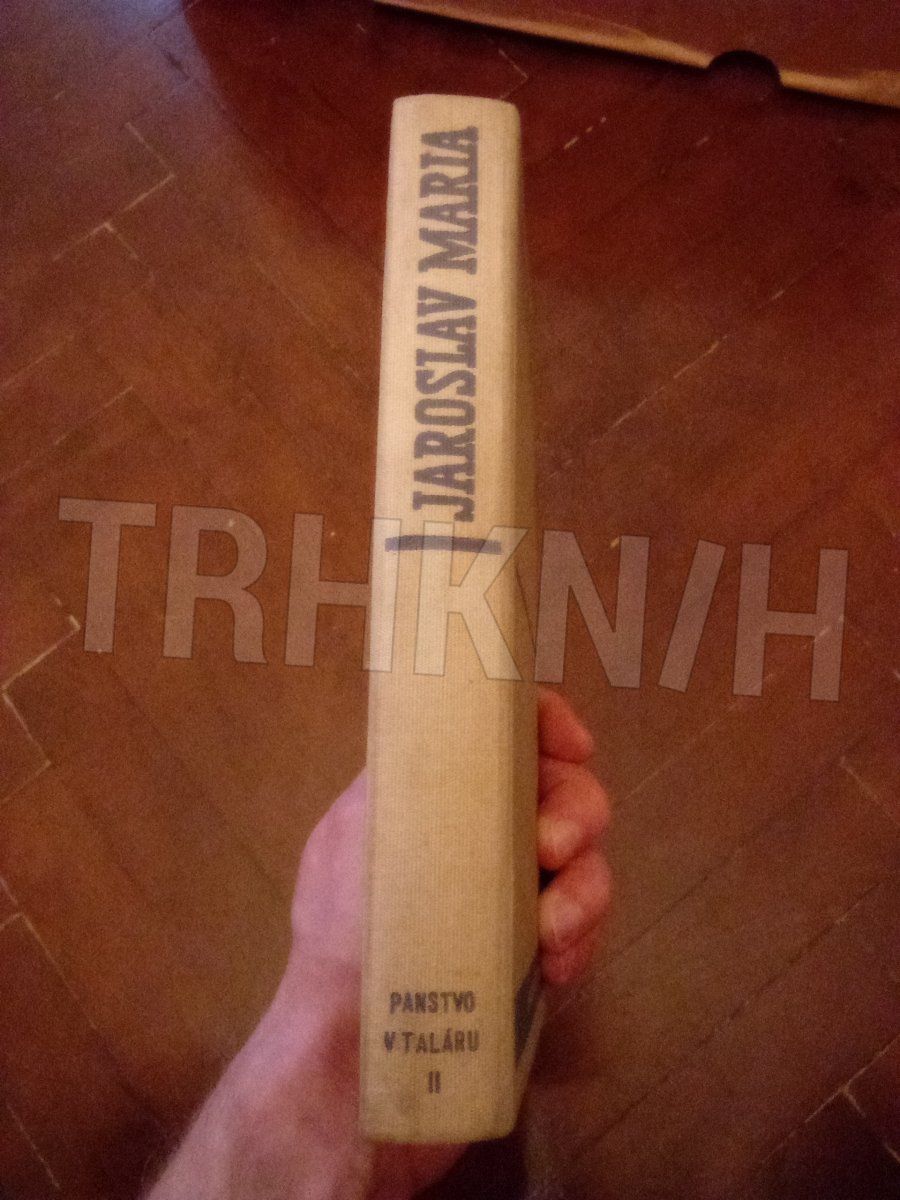 JAROSLAV MARIA
TRHKNIH
PANSTVO
V TALÁRU
II